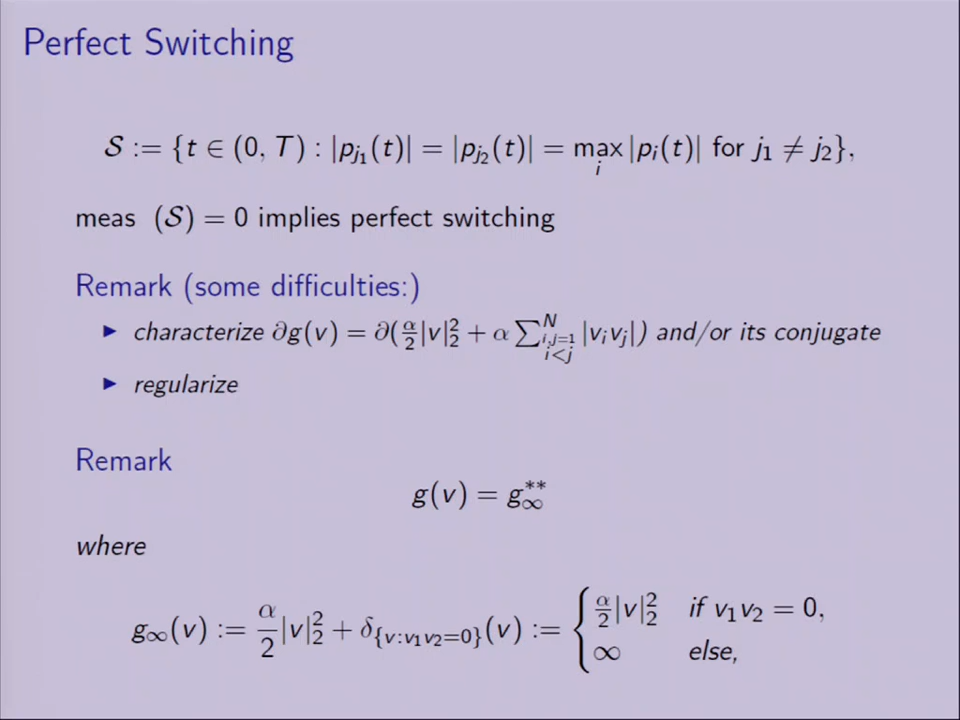 Perfect Switching
𝒮 := {t ∈ (0, T) : |p_{j_1}(t)| = |p_{j_2}(t)| = max_i |p_i(t)| for j_1 ≠ j_2},
meas (𝒮) = 0 implies perfect switching
Remark (some difficulties:)
▶ characterize ∂g(v) = ∂(α/2 |v|_2^2 + α ∑_{i,j=1, i<j}^N |v_i v_j|) and/or its conjugate
▶ regularize
Remark
g(v) = g_∞^{**}
where
g_∞(v) := α/2 |v|_2^2 + δ_{{v:v_1v_2=0}}(v) := { α/2 |v|_2^2 if v_1v_2 = 0,
∞ else,